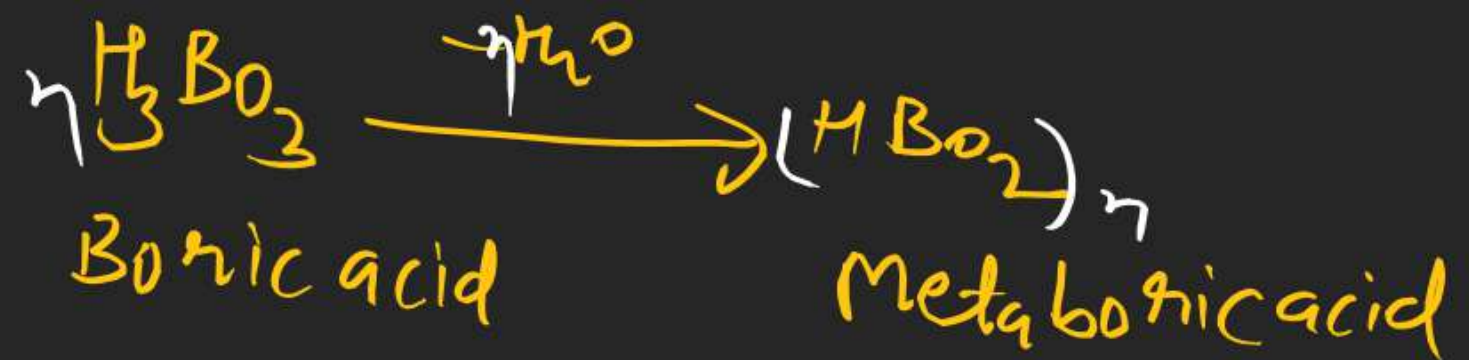 -nH₂O
nH₃BO₃ → (HBO₂)n
Boric acid Metaboric acid